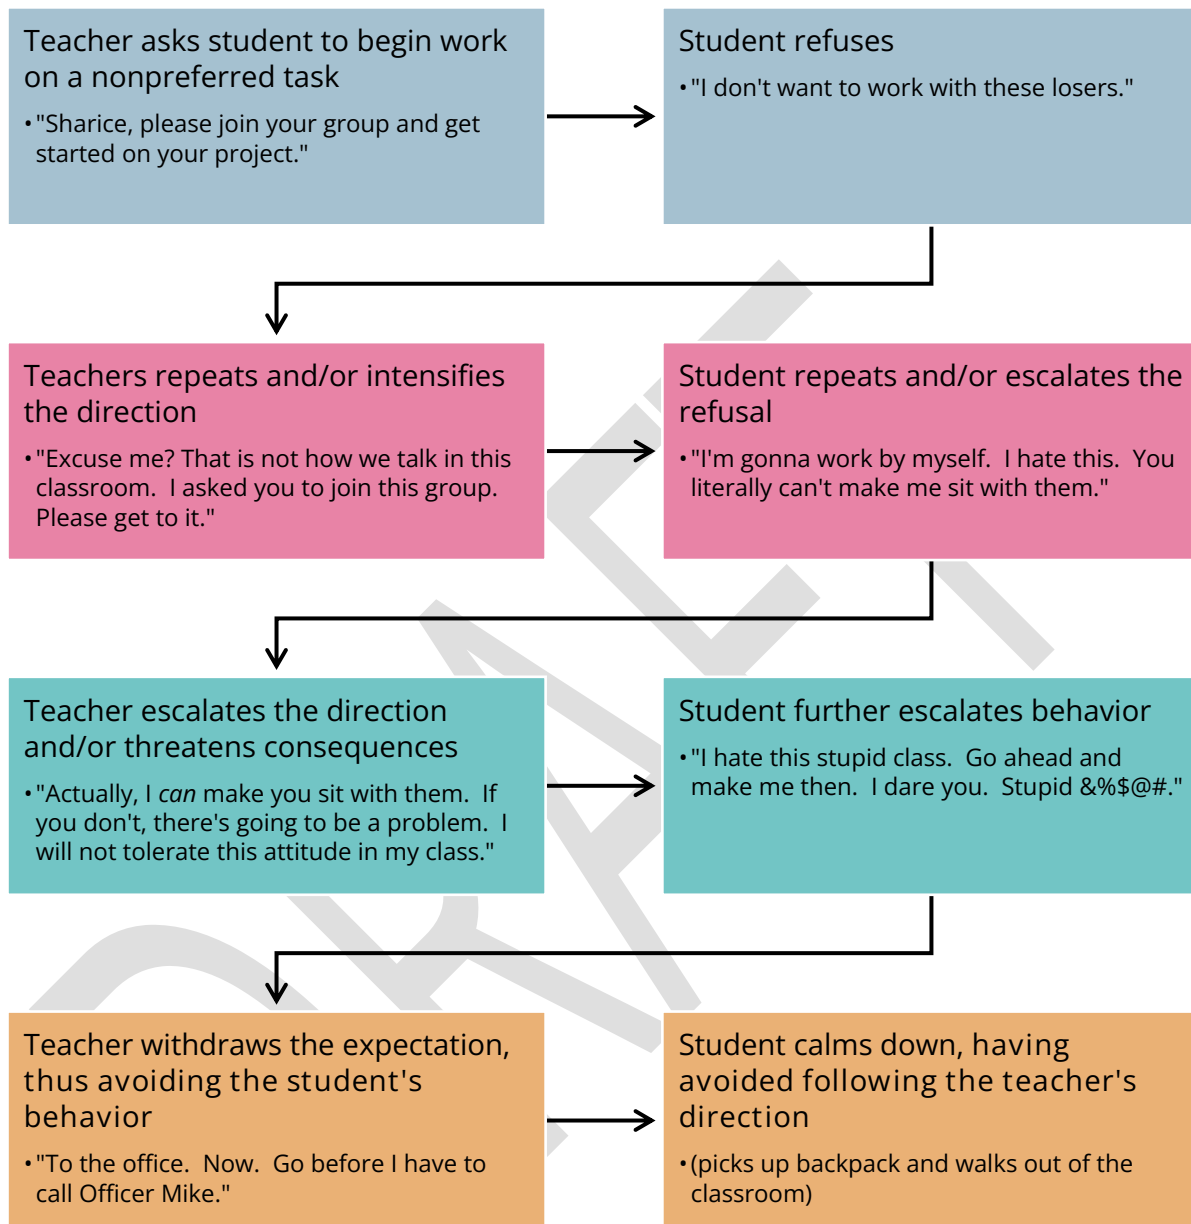 Teacher asks student to begin work
on a nonpreferred task
• "Sharice, please join your group and get
started on your project."
Student refuses
• "I don't want to work with these losers."
Teachers repeats and/or intensifies
the direction
• "Excuse me? That is not how we talk in this
classroom. I asked you to join this group.
Please get to it."
Student repeats and/or escalates the
refusal
• "I'm gonna work by myself. I hate this. You
literally can't make me sit with them."
Teacher escalates the direction
and/or threatens consequences
• "Actually, I can make you sit with them. If
you don't, there's going to be a problem. I
will not tolerate this attitude in my class."
Student further escalates behavior
• "I hate this stupid class. Go ahead and
make me then. I dare you. Stupid &%$@#."
Teacher withdraws the expectation,
thus avoiding the student's
behavior
• "To the office. Now. Go before I have to
call Officer Mike."
Student calms down, having
avoided following the teacher's
direction
• (picks up backpack and walks out of the
classroom)
DRAFT